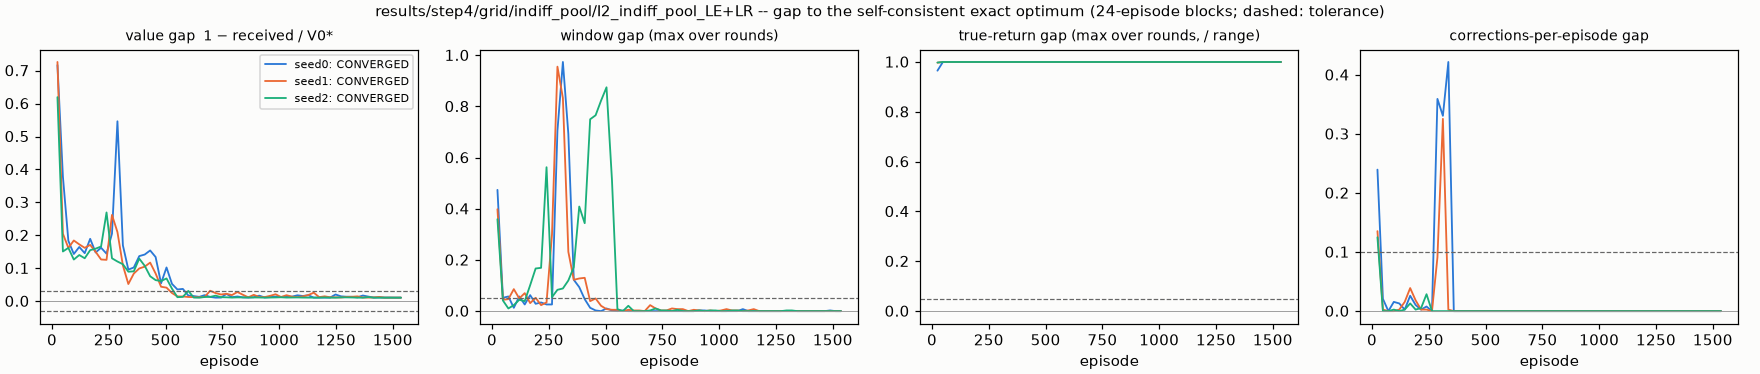 results/step4/grid/indiff_pool/I2_indiff_pool_LE+LR -- gap to the self-consistent exact optimum (24-episode blocks; dashed: tolerance)
value gap 1 − received / V0*
0.7
0.6
0.5
0.4
0.3
0.2
0.1
0.0
seed0: CONVERGED
seed1: CONVERGED
seed2: CONVERGED
0 250 500 750 1000 1250 1500
episode
window gap (max over rounds)
1.0
0.8
0.6
0.4
0.2
0.0
0 250 500 750 1000 1250 1500
episode
true-return gap (max over rounds, / range)
1.0
0.8
0.6
0.4
0.2
0.0
0 250 500 750 1000 1250 1500
episode
corrections-per-episode gap
0.4
0.3
0.2
0.1
0.0
0 250 500 750 1000 1250 1500
episode